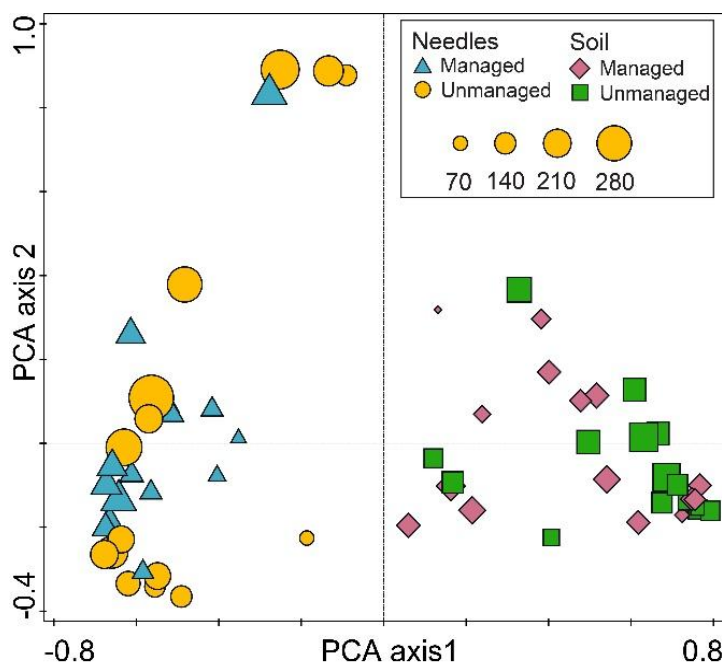 1.0
Needles Soil
Managed Managed
Unmanaged Unmanaged
70 140 210 280
PCA axis 2
-0.4
-0.8 PCA axis1 0.8